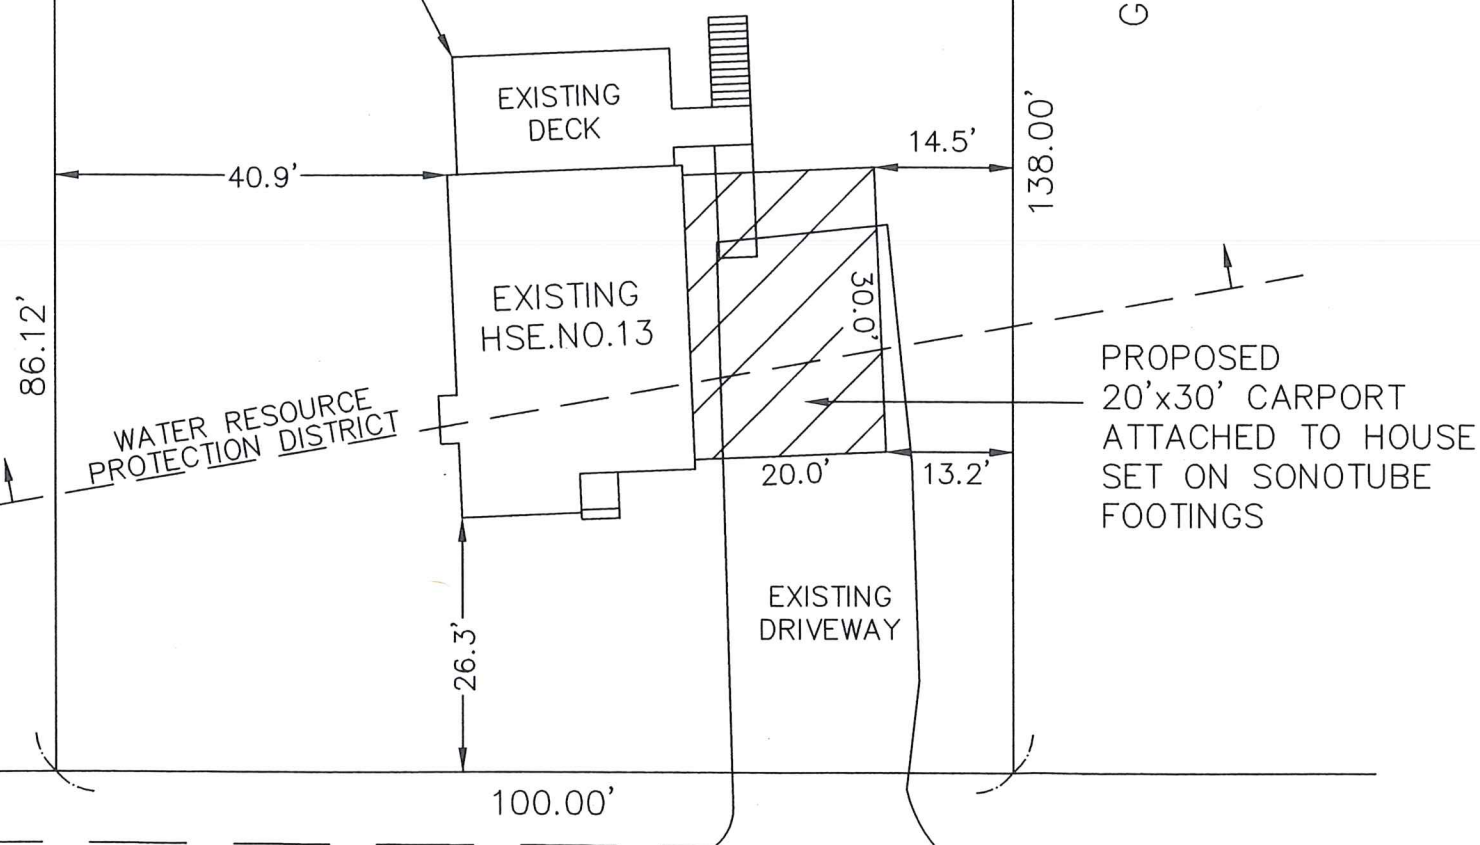 G
EXISTING
DECK
14.5'
138.00'
40.9'
EXISTING
HSE.NO.13
30.0'
86.12'
WATER RESOURCE
PROTECTION DISTRICT
PROPOSED
20'x30' CARPORT
ATTACHED TO HOUSE
SET ON SONOTUBE
FOOTINGS
20.0'
13.2'
EXISTING
DRIVEWAY
26.3'
100.00'